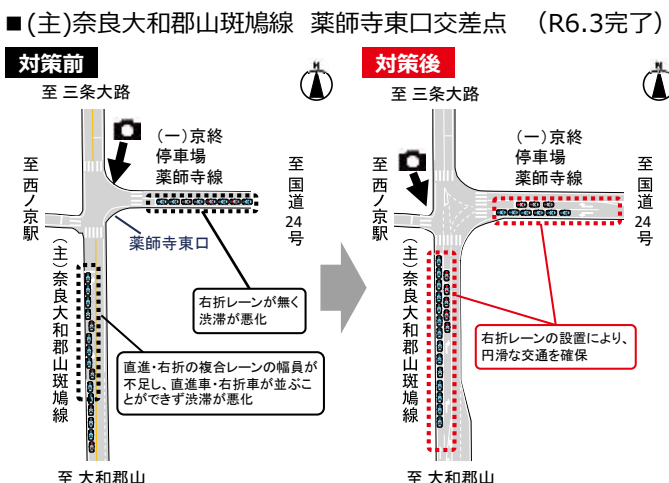 ■(主)奈良大和郡山斑鳩線 薬師寺東口交差点 （R6.3完了）
対策前
N
至 三条大路
(一)京終
停車場
薬師寺線
至西ノ京駅
至国道24号
薬師寺東口
(主)奈良大和郡山斑鳩線
右折レーンが無く
渋滞が悪化
直進・右折の複合レーンの幅員が
不足し、直進車・右折車が並ぶこ
とができず渋滞が悪化
至 大和郡山
対策後
N
至 三条大路
(一)京終
停車場
薬師寺線
至西ノ京駅
至国道24号
(主)奈良大和郡山斑鳩線
右折レーンの設置により、
円滑な交通を確保
至 大和郡山